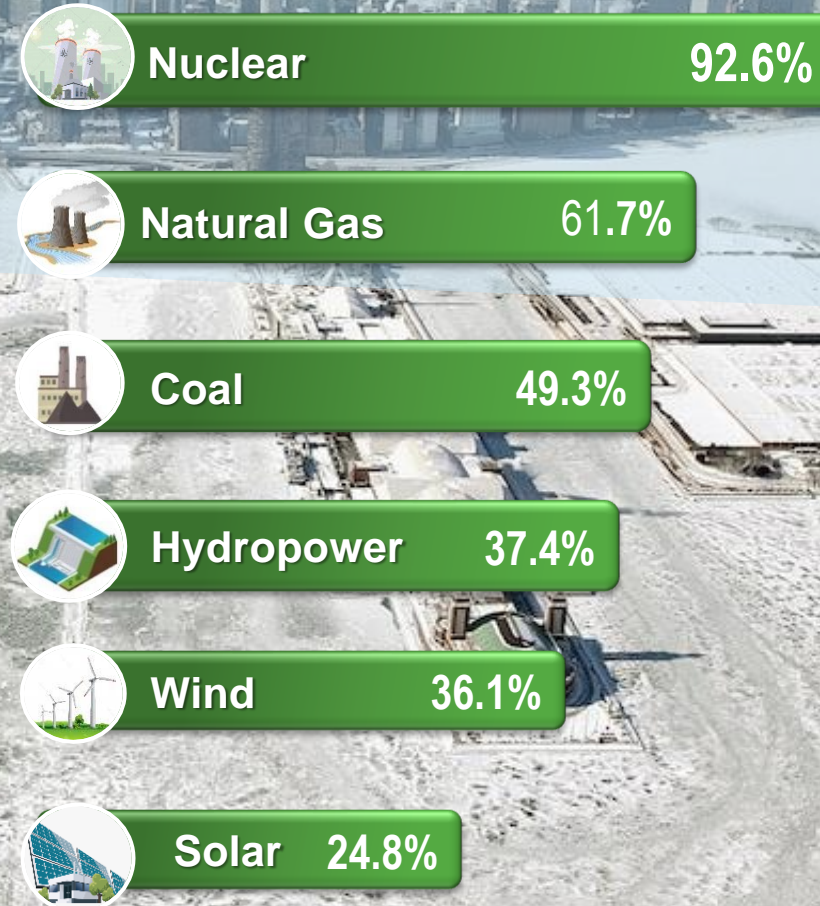 Nuclear 92.6%
Natural Gas 61.7%
Coal 49.3%
Hydropower 37.4%
Wind 36.1%
Solar 24.8%